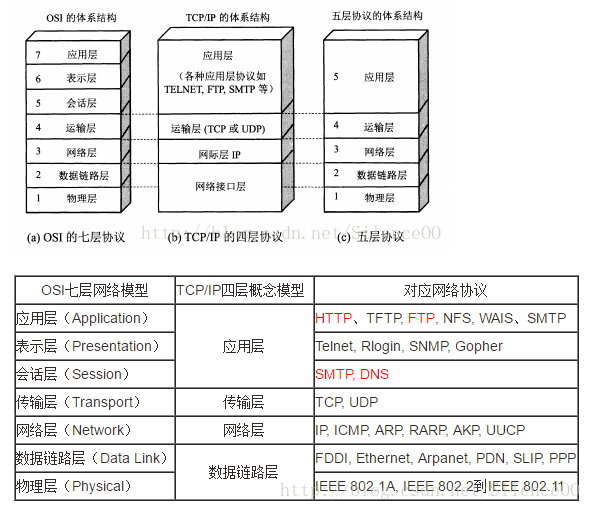 OSI 的体系结构
TCP/IP 的体系结构
五层协议的体系结构
7 应用层
6 表示层
5 会话层
4 运输层
3 网络层
2 数据链路层
1 物理层
应用层
(各种应用层协议如
TELNET, FTP, SMTP 等)
运输层 (TCP 或 UDP)
网际层 IP
网络接口层
5 应用层
4 运输层
3 网络层
2 数据链路层
1 物理层
(a) OSI 的七层协议
(b) TCP/IP 的四层协议
(c) 五层协议
http://blog.csdn.net/Silence00
OSI七层网络模型 TCP/IP四层概念模型 对应网络协议
应用层（Application） HTTP、TFTP, FTP, NFS, WAIS、SMTP
表示层（Presentation） 应用层 Telnet, Rlogin, SNMP, Gopher
会话层（Session） SMTP, DNS
传输层（Transport） 传输层 TCP, UDP
网络层（Network） 网络层 IP, ICMP, ARP, RARP, AKP, UUCP
数据链路层（Data Link） 数据链路层 FDDI, Ethernet, Arpanet, PDN, SLIP, PPP
物理层（Physical） IEEE 802.1A, IEEE 802.2到IEEE 802.11
http://blog.csdn.net/Silence00